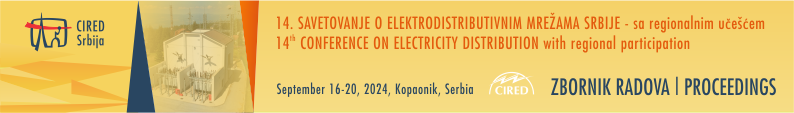 CIRED
Srbija
14. SAVETOVANJE O ELEKTRODISTRIBUTIVNIM MREŽAMA SRBIJE - sa regionalnim učešćem
14th CONFERENCE ON ELECTRICITY DISTRIBUTION with regional participation
September 16-20, 2024, Kopaonik, Serbia
CIRED
ZBORNIK RADOVA | PROCEEDINGS